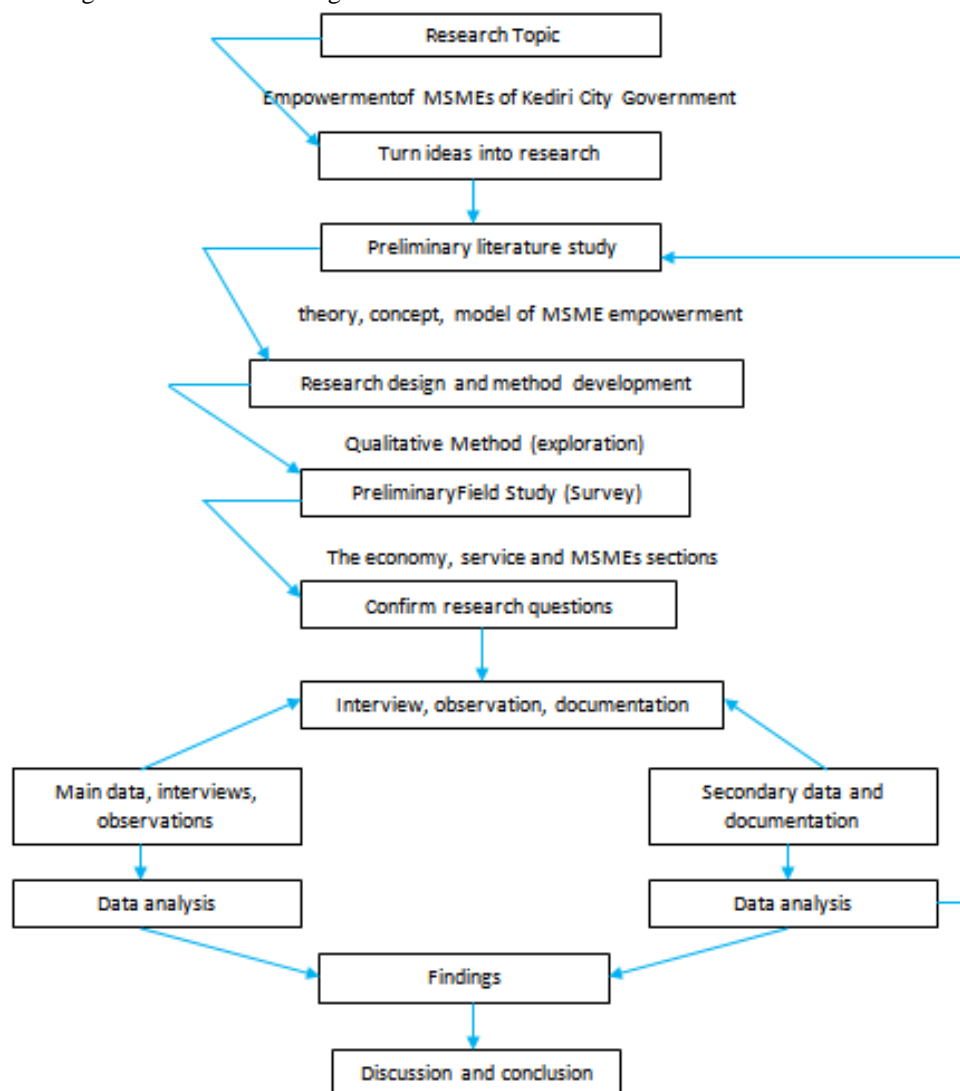 Research Topic
Empowermentof MSMEs of Kediri City Government
Turn ideas into research
Preliminary literature study
theory, concept, model of MSME empowerment
Research design and method development
Qualitative Method (exploration)
PreliminaryField Study (Survey)
The economy, service and MSMEs sections
Confirm research questions
Interview, observation, documentation
Main data, interviews,
observations
Secondary data and
documentation
Data analysis
Data analysis
Findings
Discussion and conclusion